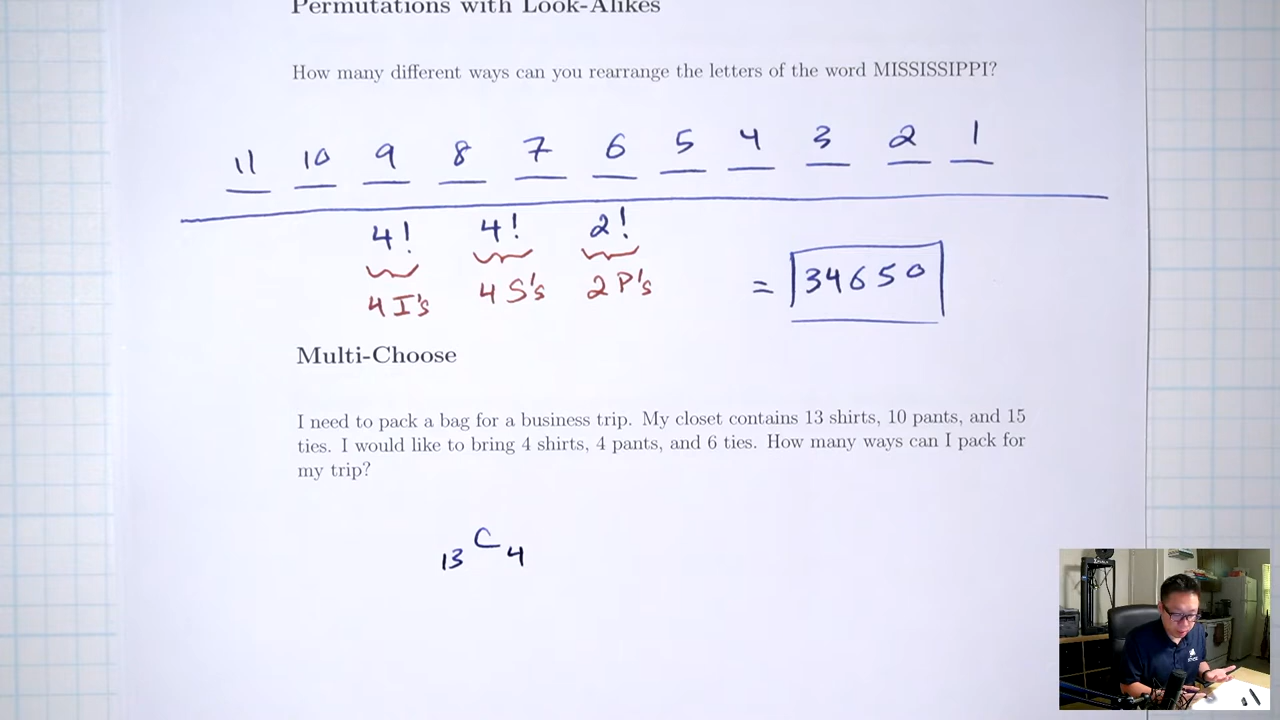 Permutations with Look-Alikes
How many different ways can you rearrange the letters of the word MISSISSIPPI?
11 10 9 8 7 6 5 4 3 2 1
4! 4! 2!
4 I's 4 S's 2 P's
= 34650
Multi-Choose
I need to pack a bag for a business trip. My closet contains 13 shirts, 10 pants, and 15
ties. I would like to bring 4 shirts, 4 pants, and 6 ties. How many ways can I pack for
my trip?
13 C 4